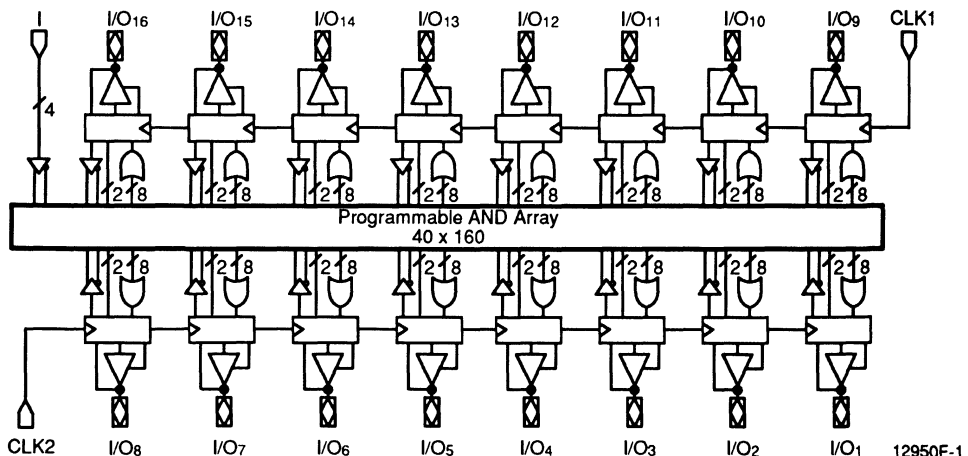 I I/O16 I/O15 I/O14 I/O13 I/O12 I/O11 I/O10 I/O9 CLK1
4
2 8 2 8 2 8 2 8 2 8 2 8 2 8 2 8
Programmable AND Array
40 x 160
2 8 2 8 2 8 2 8 2 8 2 8 2 8 2 8
CLK2 I/O8 I/O7 I/O6 I/O5 I/O4 I/O3 I/O2 I/O1 12950F-1